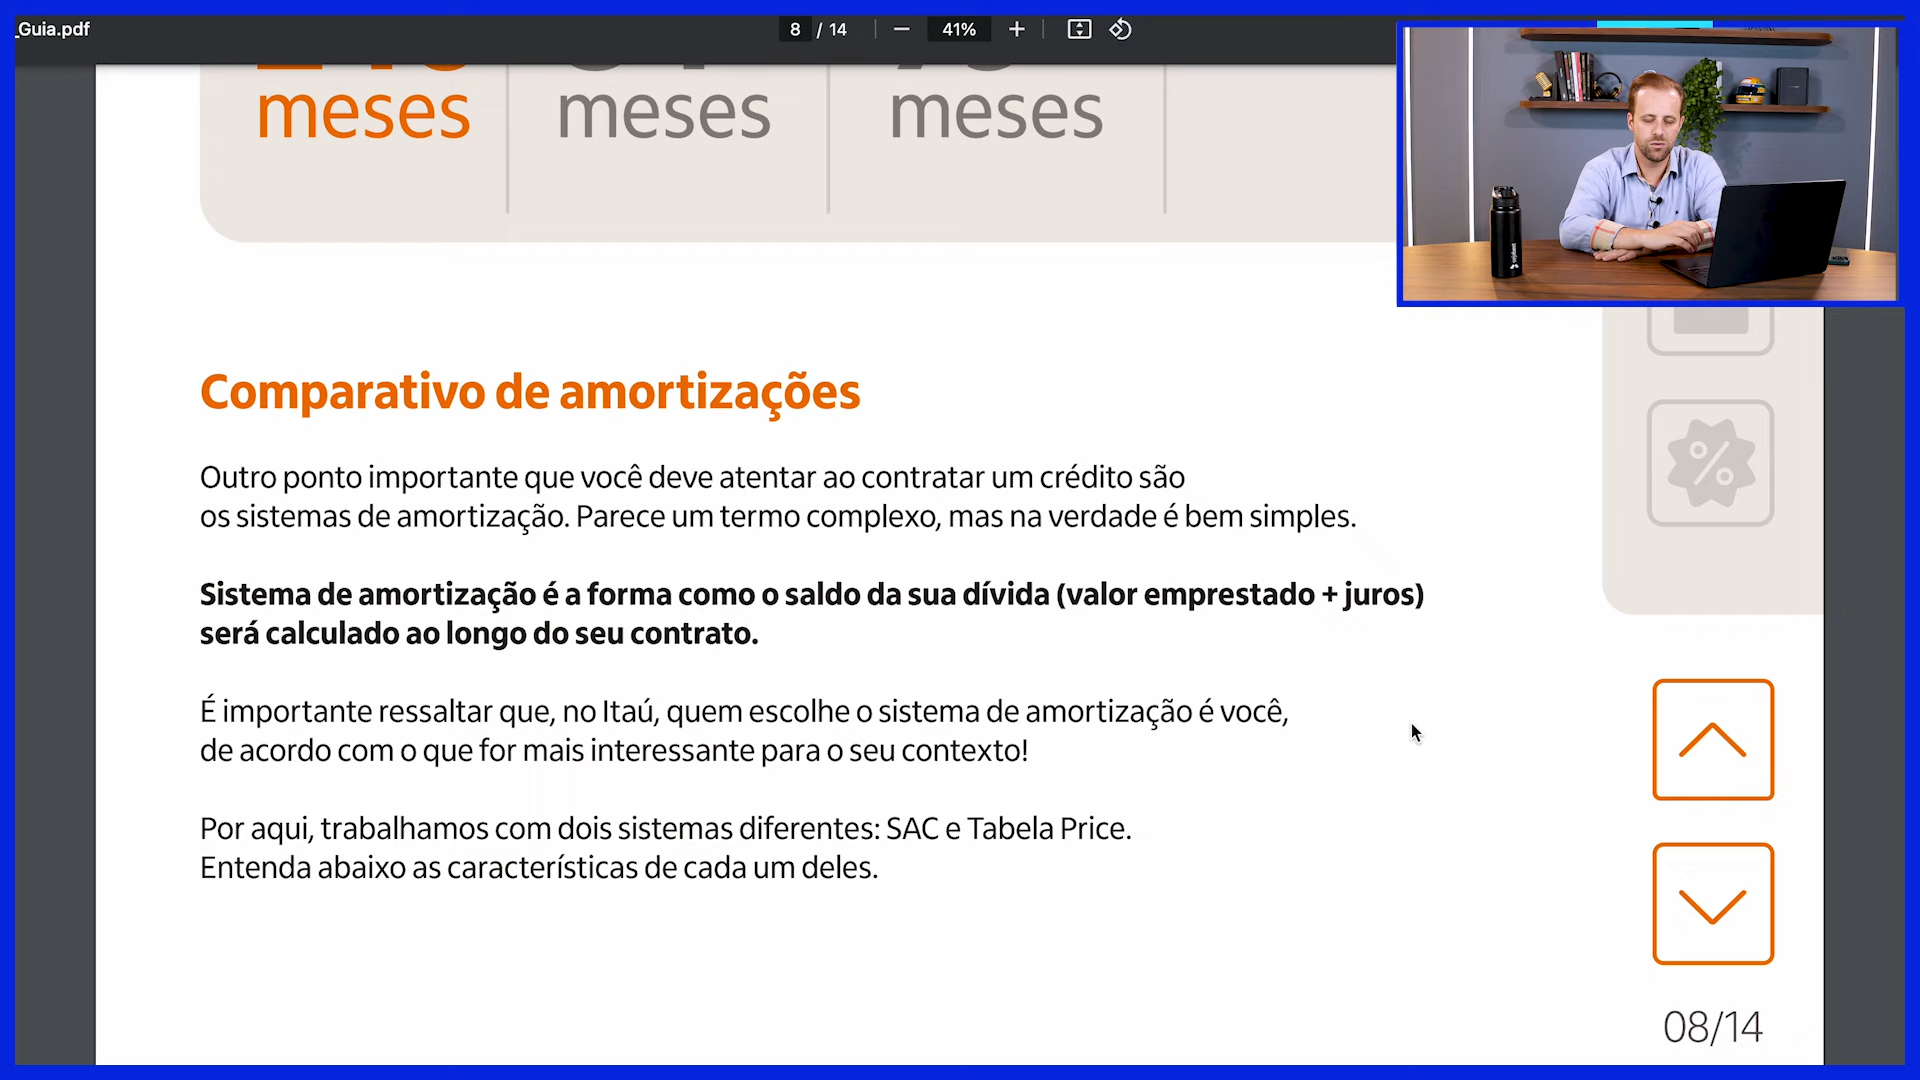 _Guia.pdf
8 / 14
41%
meses
meses
meses
Comparativo de amortizações
Outro ponto importante que você deve atentar ao contratar um crédito são
os sistemas de amortização. Parece um termo complexo, mas na verdade é bem simples.
Sistema de amortização é a forma como o saldo da sua dívida (valor emprestado + juros)
será calculado ao longo do seu contrato.
É importante ressaltar que, no Itaú, quem escolhe o sistema de amortização é você,
de acordo com o que for mais interessante para o seu contexto!
Por aqui, trabalhamos com dois sistemas diferentes: SAC e Tabela Price.
Entenda abaixo as características de cada um deles.
%
08/14